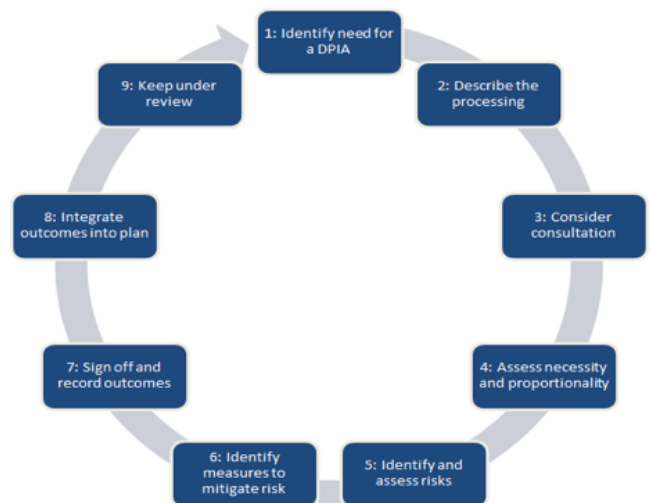 1: Identify need for
a DPIA
2: Describe the
processing
3: Consider
consultation
4: Assess necessity
and proportionality
5: Identify and
assess risks
6: Identify
measures to
mitigate risk
7: Sign off and
record outcomes
8: Integrate
outcomes into plan
9: Keep under
review